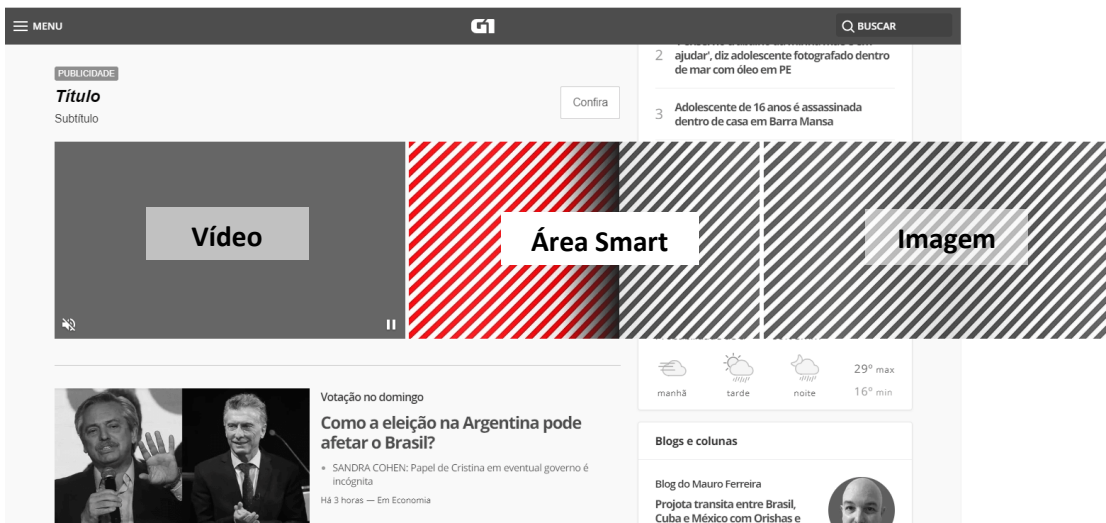 MENU
G1
BUSCAR
2
ajudar', diz adolescente fotografado dentro
de mar com óleo em PE
PUBLICIDADE
Título
Subtítulo
Confira
3
Adolescente de 16 anos é assassinada
dentro de casa em Barra Mansa
Vídeo
Área Smart
Imagem
manhã
tarde
noite
29º max
16º min
Votação no domingo
Como a eleição na Argentina pode
afetar o Brasil?
SANDRA COHEN: Papel de Cristina em eventual governo é
incógnita
Há 3 horas — Em Economia
Blogs e colunas
Blog do Mauro Ferreira
Projota transita entre Brasil,
Cuba e México com Orishas e